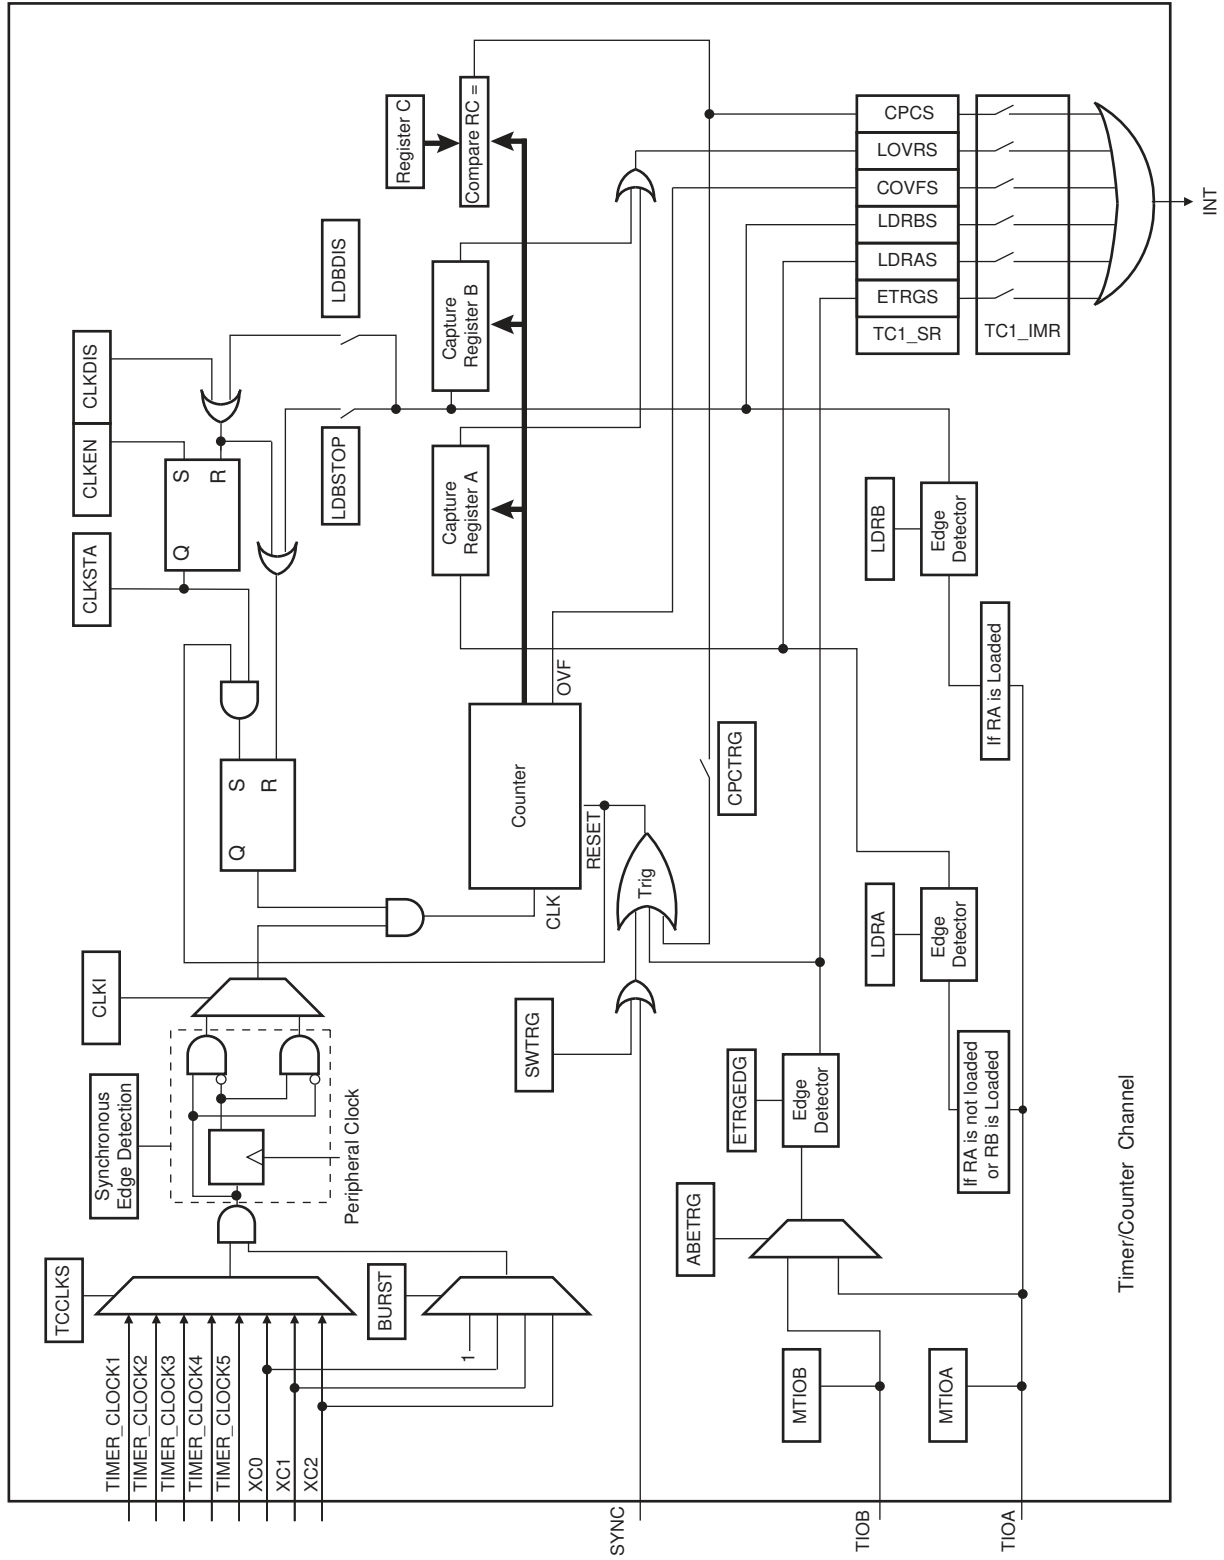 TCCLKS
TIMER_CLOCK1
TIMER_CLOCK2
TIMER_CLOCK3
TIMER_CLOCK4
TIMER_CLOCK5
XC0
XC1
XC2
BURST
1
Synchronous
Edge Detection
Peripheral Clock
CLKI
CLKSTA
CLKEN
CLKDIS
Q
S
R
Q
S
R
LDBSTOP
LDBDIS
Register C
Compare RC =
Capture
Register A
Capture
Register B
Counter
CLK
OVF
RESET
Trig
SWTRG
CPCTRG
SYNC
TIOB
TIOA
MTIOB
MTIOA
ABETRG
ETRGEDG
Edge
Detector
LDRA
Edge
Detector
If RA is not loaded
or RB is Loaded
LDRB
Edge
Detector
If RA is Loaded
CPCS
LOVRS
COVFS
LDRBS
LDRAS
ETRGS
TC1_SR
TC1_IMR
INT
Timer/Counter Channel